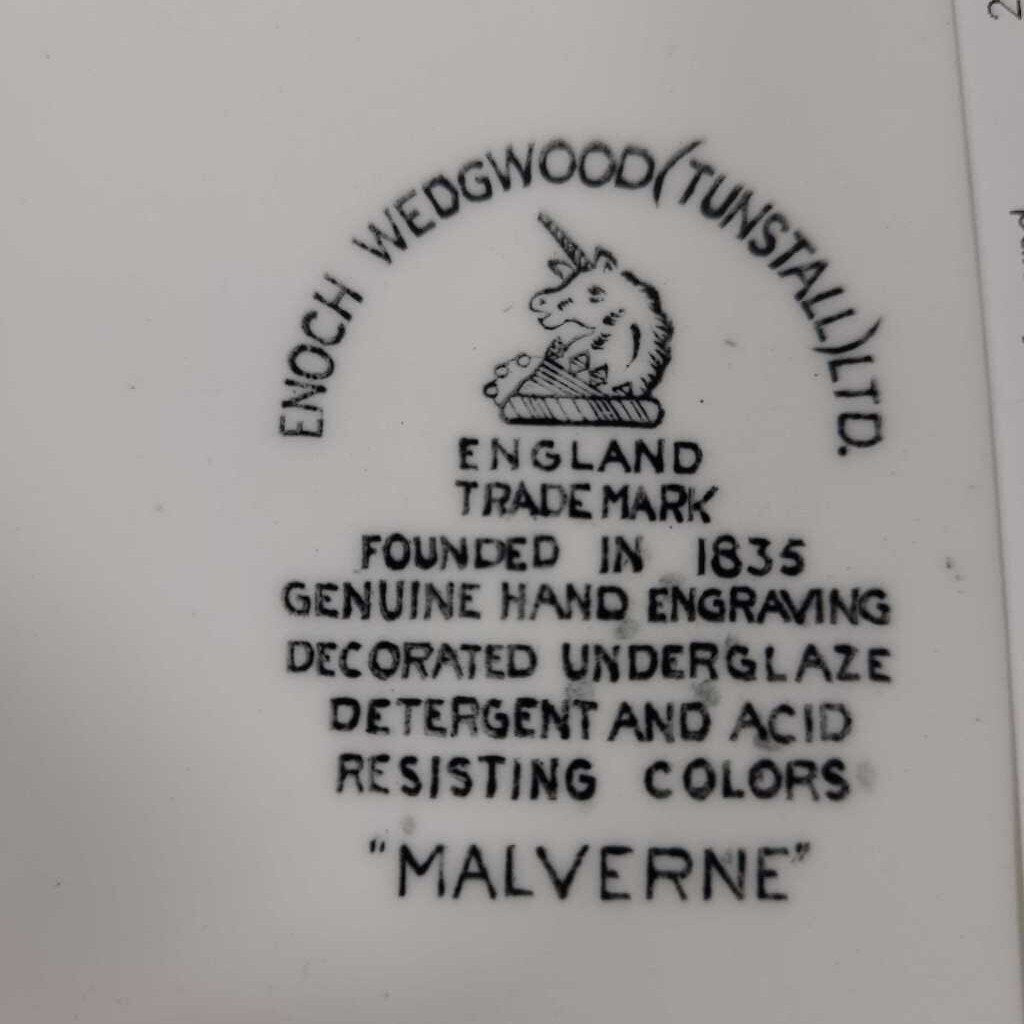 ENOCH WEDGWOOD (TUNSTALL) LTD.
ENGLAND
TRADE MARK
FOUNDED IN 1835
GENUINE HAND ENGRAVING
DECORATED UNDERGLAZE
DETERGENT AND ACID
RESISTING COLORS
"MALVERNE"